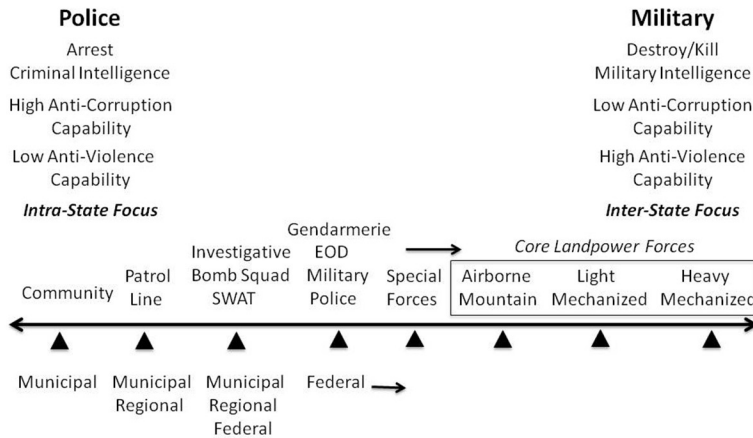 Police
Arrest
Criminal Intelligence
High Anti-Corruption
Capability
Low Anti-Violence
Capability
Intra-State Focus
Military
Destroy/Kill
Military Intelligence
Low Anti-Corruption
Capability
High Anti-Violence
Capability
Inter-State Focus
Community
Patrol
Line
Investigative
Bomb Squad
SWAT
Gendarmerie
EOD
Military
Police
Special
Forces
Core Landpower Forces
Airborne
Mountain
Light
Mechanized
Heavy
Mechanized
Municipal
Municipal
Regional
Municipal
Regional
Federal
Federal